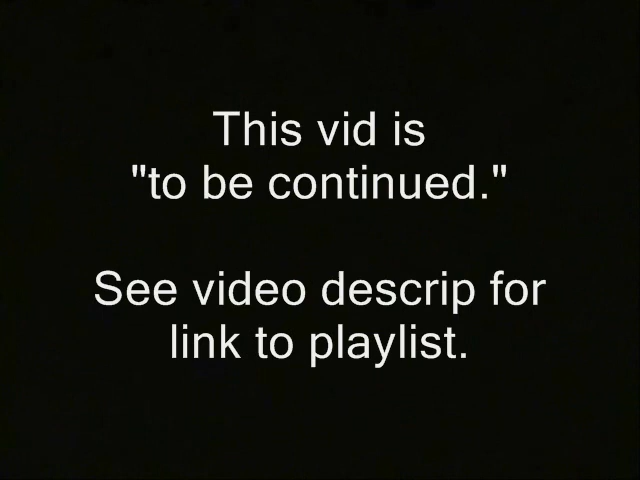 This vid is
"to be continued."
See video descrip for
link to playlist.